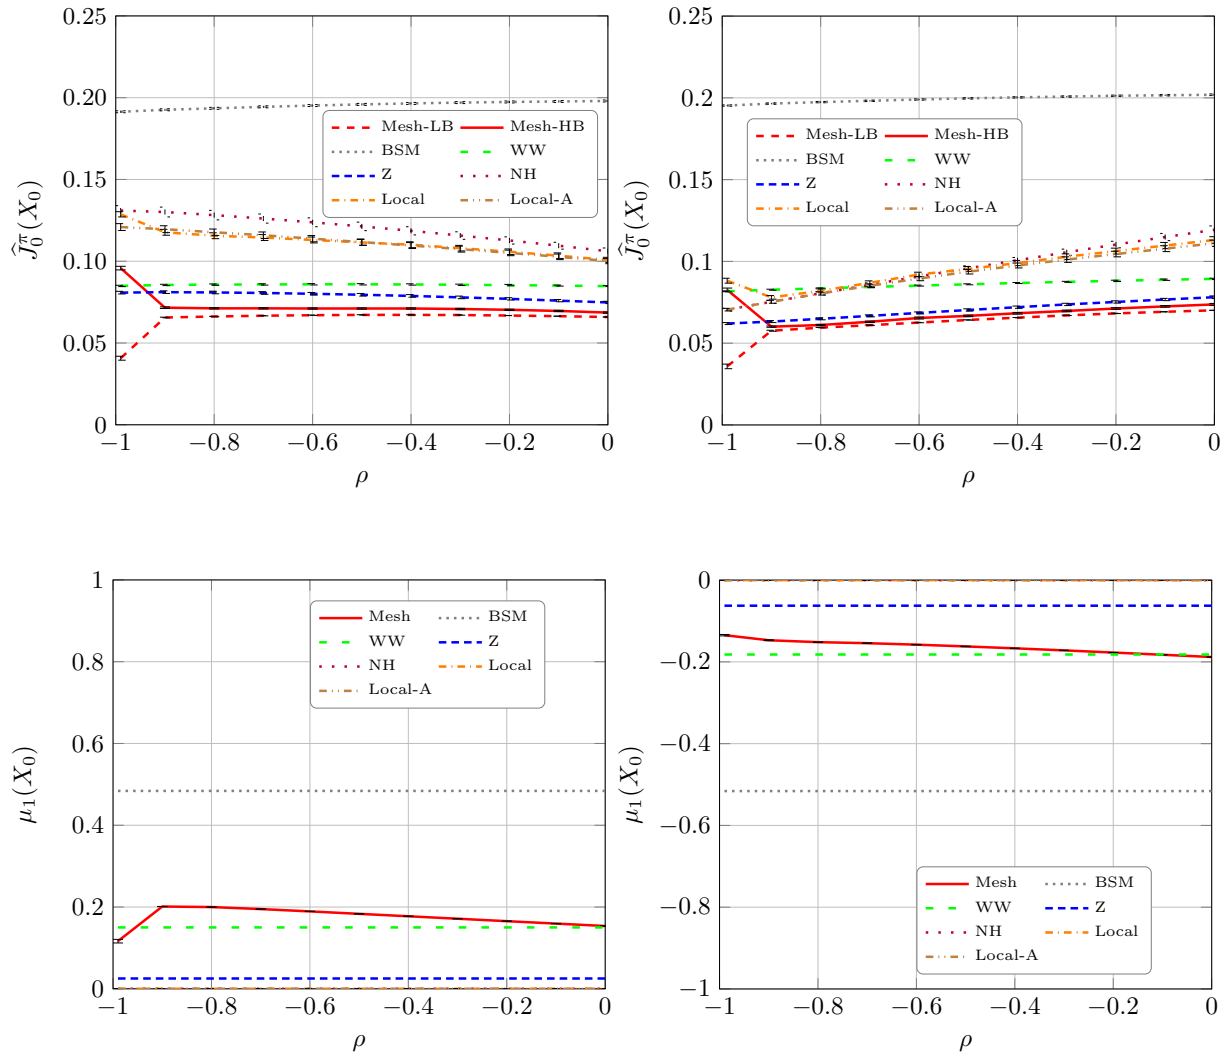 0.25
0.20
0.15
0.10
0.05
0
Ĵ₀^π(X₀)
Mesh-LB Mesh-HB
BSM WW
Z NH
Local Local-A
−1 −0.8 −0.6 −0.4 −0.2 0
ρ
0.25
0.2
0.15
0.10
0.05
0
Ĵ₀^π(X₀)
Mesh-LB Mesh-HB
BSM WW
Z NH
Local Local-A
−1 −0.8 −0.6 −0.4 −0.2 0
ρ
1
0.8
0.6
0.4
0.2
0
μ₁(X₀)
Mesh BSM
WW Z
NH Local
Local-A
−1 −0.8 −0.6 −0.4 −0.2 0
ρ
0
−0.2
−0.4
−0.6
−0.8
−1
μ₁(X₀)
Mesh BSM
WW Z
NH Local
Local-A
−1 −0.8 −0.6 −0.4 −0.2 0
ρ